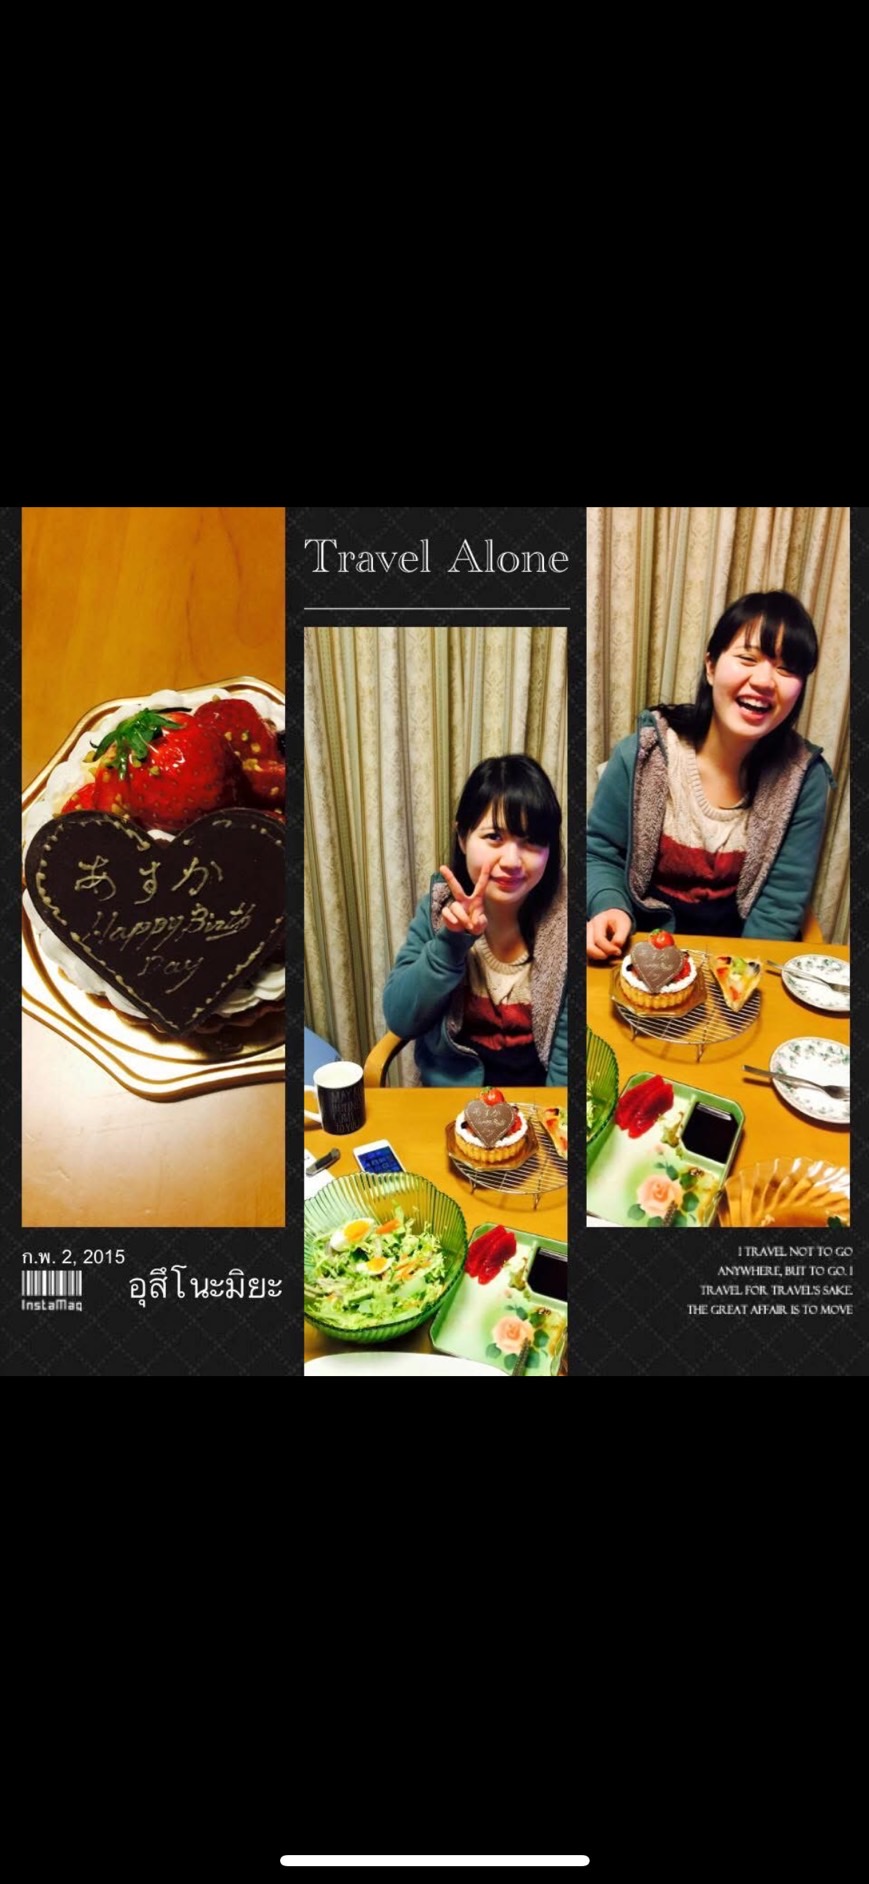 Travel Alone
あすか
Happy Birth
Day
ก.พ. 2, 2015
InstaMag
อุสึโนะมิยะ
I TRAVEL NOT TO GO
ANYWHERE, BUT TO GO. I
TRAVEL FOR TRAVEL'S SAKE.
THE GREAT AFFAIR IS TO MOVE